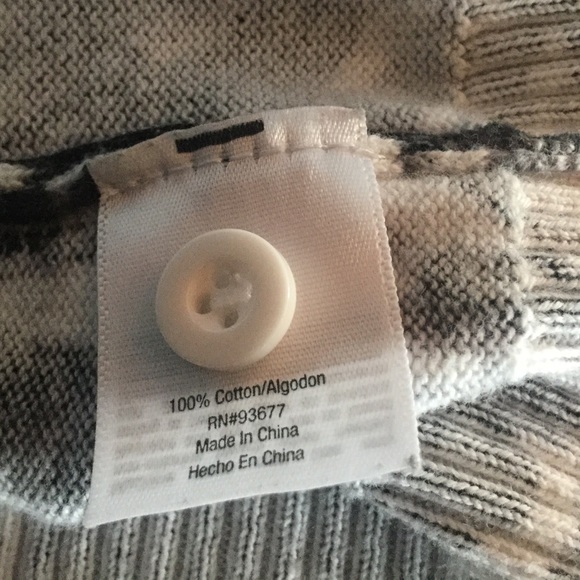 100% Cotton/Algodon
RN#93677
Made In China
Hecho En China